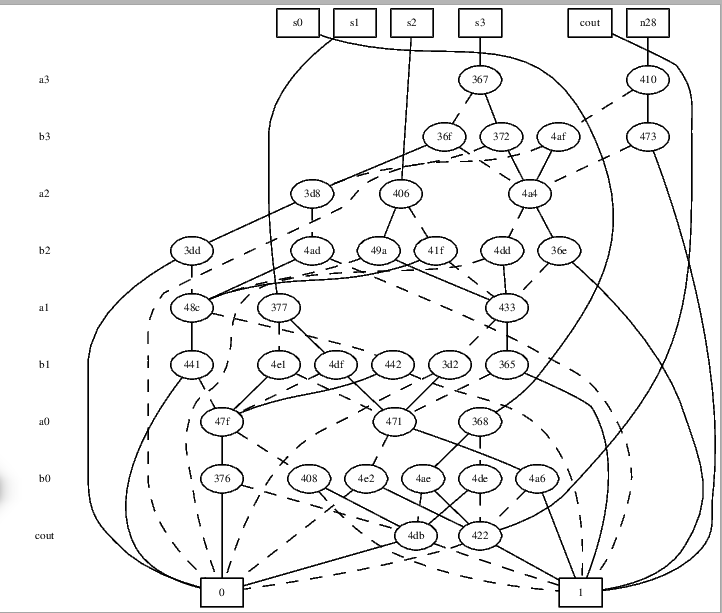 s0 s1 s2 s3 cout n28
a3 367 410
b3 36f 372 4af 473
a2 3d8 406 4a4
b2 3dd 4ad 49a 41f 4dd 36e
a1 48c 377 433
b1 441 4e1 4df 442 3d2 365
a0 47f 471 368
b0 376 408 4e2 4ae 4de 4a6
cout 4db 422
0 1